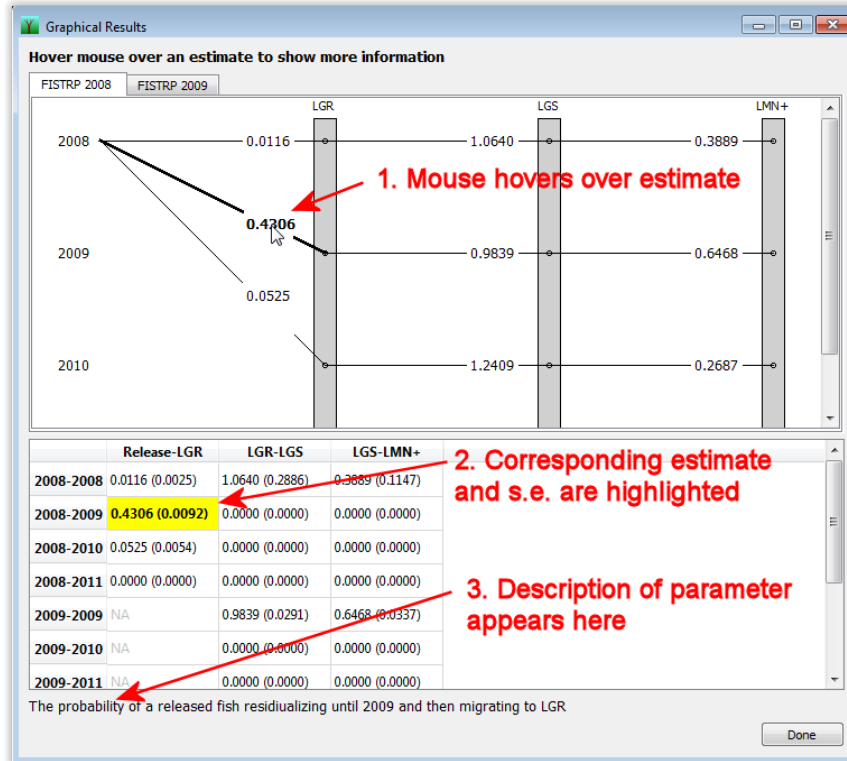 Graphical Results
Hover mouse over an estimate to show more information
FISTRP 2008 FISTRP 2009
LGR LGS LMN+
2008 0.0116 1.0640 0.3889
1. Mouse hovers over estimate
0.4306
2009 0.9839 0.6468
0.0525
2010 1.2409 0.2687
Release-LGR LGR-LGS LGS-LMN+
2. Corresponding estimate
2008-2008 0.0116 (0.0025) 1.0640 (0.2886) 0.3889 (0.1147)
and s.e. are highlighted
2008-2009 0.4306 (0.0092) 0.0000 (0.0000) 0.0000 (0.0000)
2008-2010 0.0525 (0.0054) 0.0000 (0.0000) 0.0000 (0.0000)
2008-2011 0.0000 (0.0000) 0.0000 (0.0000) 0.0000 (0.0000)
3. Description of parameter
2009-2009 NA 0.9839 (0.0291) 0.6468 (0.0337)
appears here
2009-2010 NA 0.0000 (0.0000) 0.0000 (0.0000)
2009-2011 NA 0.0000 (0.0000) 0.0000 (0.0000)
The probability of a released fish residiualizing until 2009 and then migrating to LGR
Done